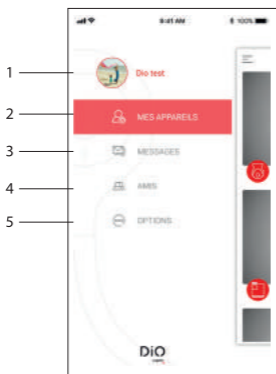 9:41 AM 100%
1 Dio test
2 MES APPAREILS
3 MESSAGES
4 AMIS
5 OPTIONS
DiO